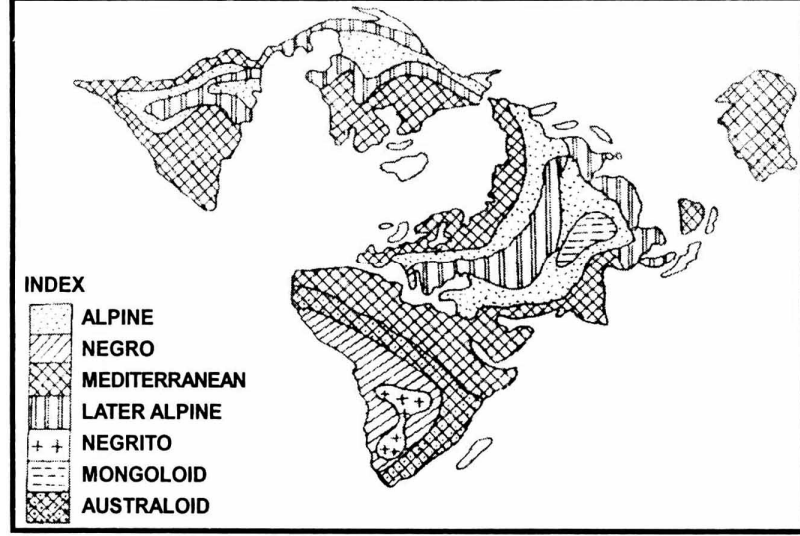 INDEX
ALPINE
NEGRO
MEDITERRANEAN
LATER ALPINE
NEGRITO
MONGOLOID
AUSTRALOID